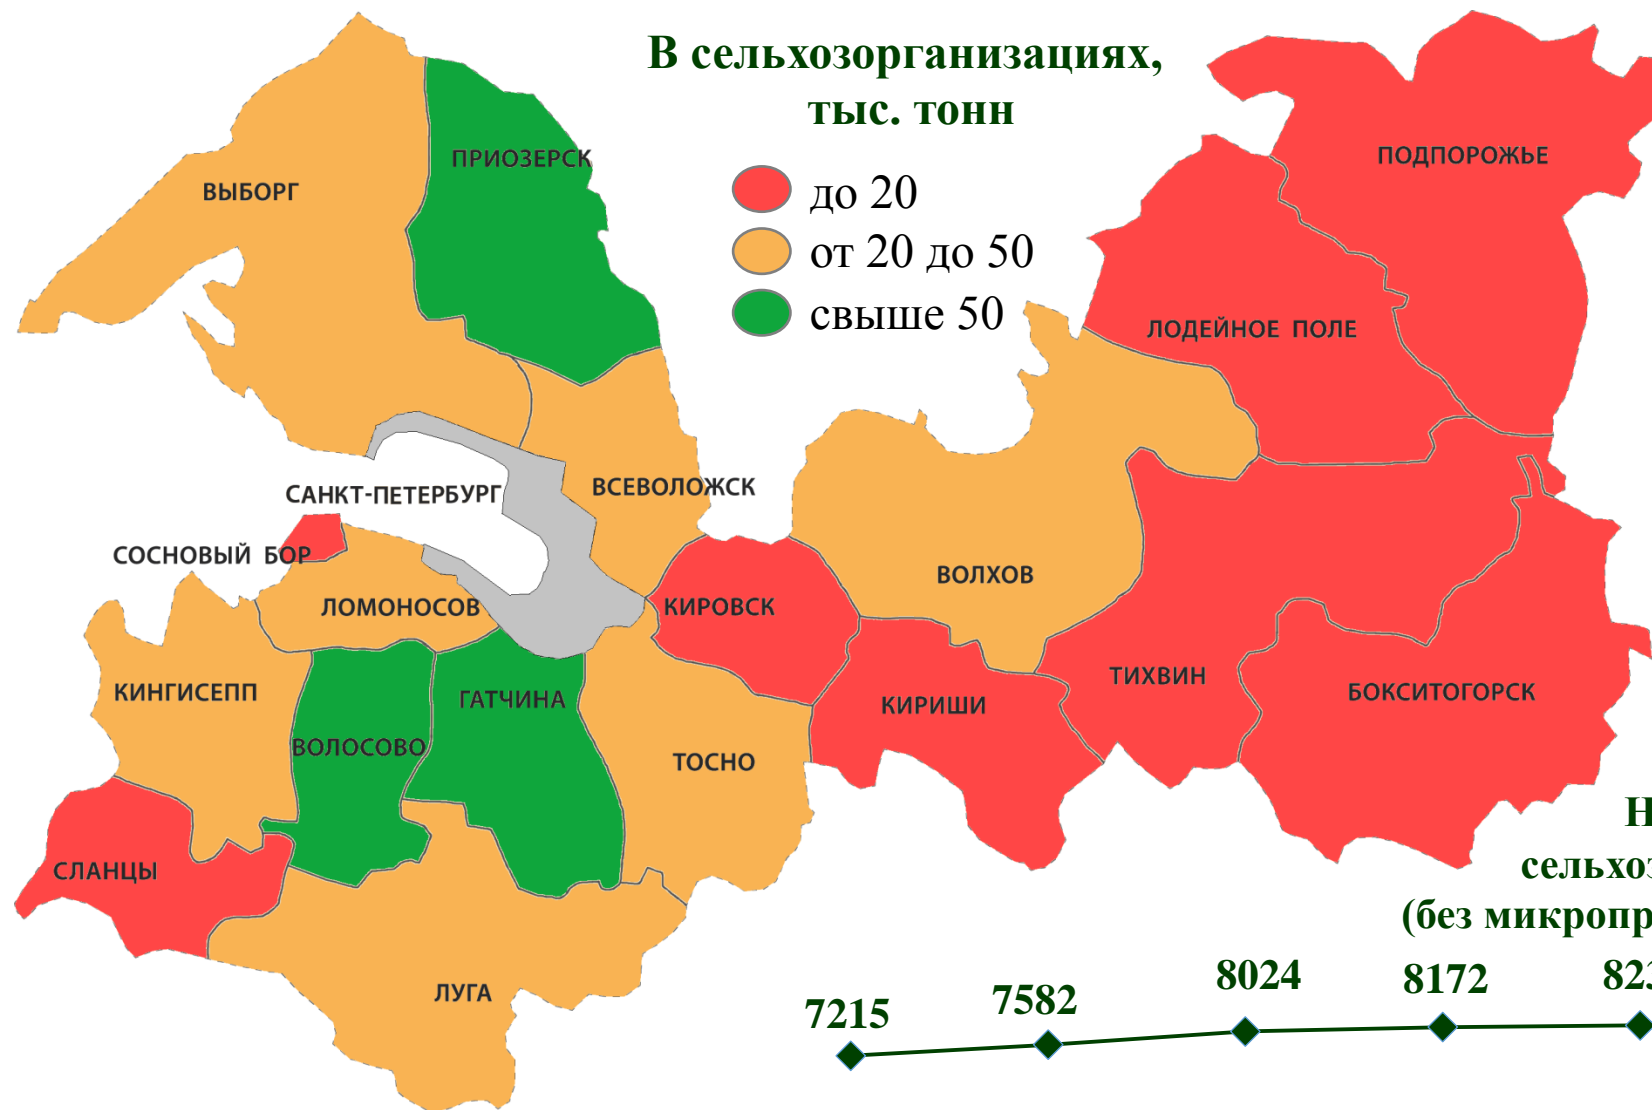 В сельхозорганизациях,
тыс. тонн
до 20
от 20 до 50
свыше 50
ПРИОЗЕРСК
ВЫБОРГ
ПОДПОРОЖЬЕ
ЛОДЕЙНОЕ ПОЛЕ
САНКТ-ПЕТЕРБУРГ
ВСЕВОЛОЖСК
СОСНОВЫЙ БОР
ЛОМОНОСОВ
КИРОВСК
ВОЛХОВ
КИНГИСЕПП
ГАТЧИНА
ВОЛОСОВО
ТОСНО
КИРИШИ
ТИХВИН
БОКСИТОГОРСК
СЛАНЦЫ
ЛУГА
(без
7215
7582
8024
8172